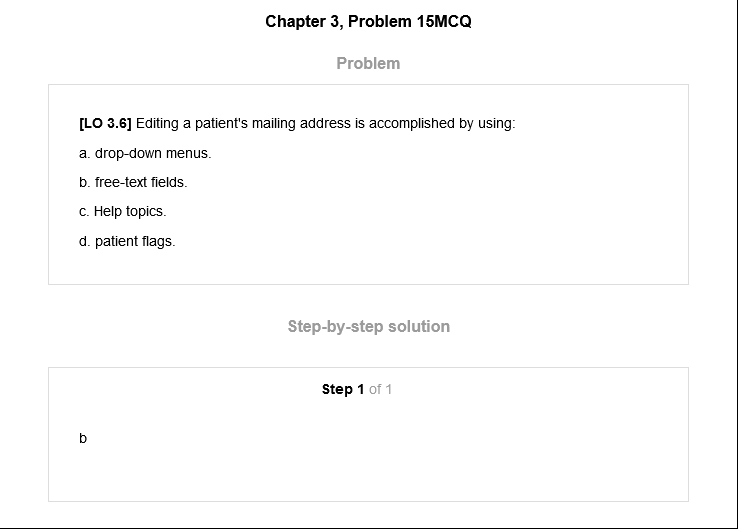 Chapter 3, Problem 15MCQ
Problem
[LO 3.6] Editing a patient's mailing address is accomplished by using:
a. drop-down menus.
b. free-text fields.
c. Help topics.
d. patient flags.
Step-by-step solution
Step 1 of 1
b